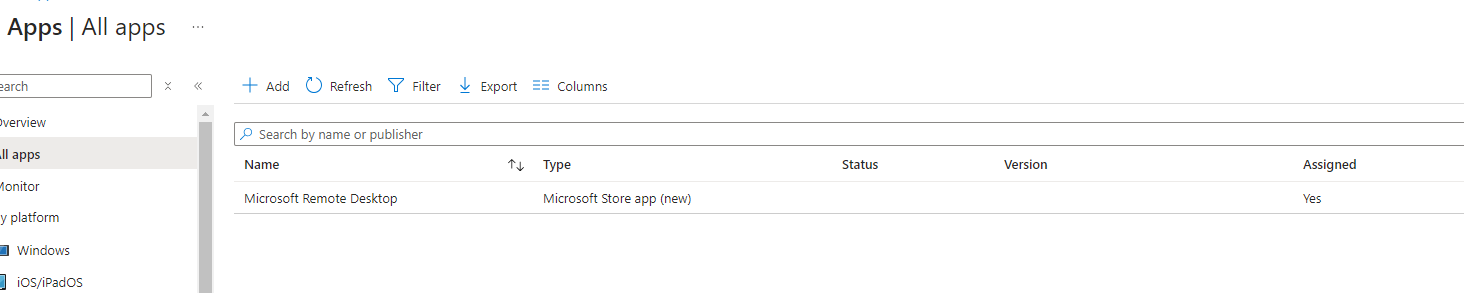 Apps | All apps ...
earch
Add Refresh Filter Export Columns
Overview
Search by name or publisher
All apps
Name Type Status Version Assigned
Monitor
y platform
Microsoft Remote Desktop Microsoft Store app (new) Yes
Windows
iOS/iPadOS